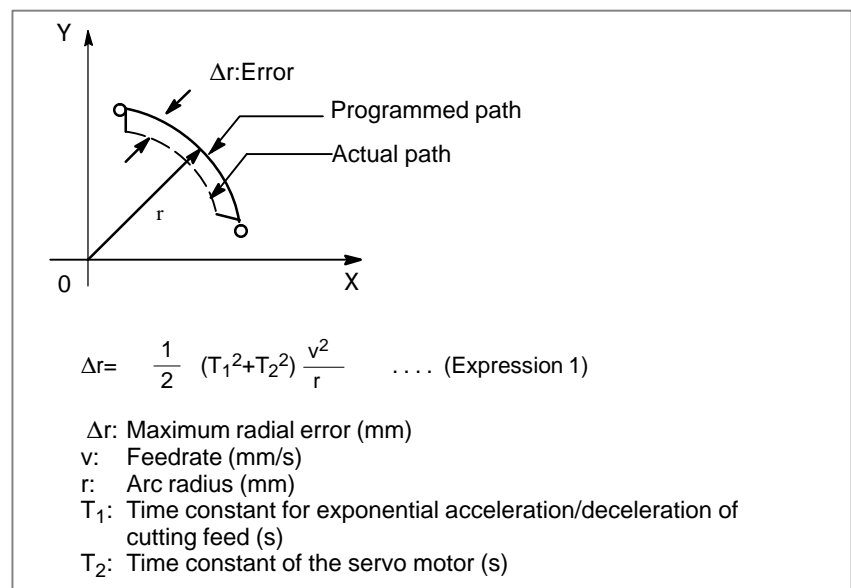 Y
Δr:Error
Programmed path
Actual path
r
0
X
Δr= 1/2 (T₁²+T₂²) v²/r .... (Expression 1)
Δr: Maximum radial error (mm)
v: Feedrate (mm/s)
r: Arc radius (mm)
T₁: Time constant for exponential acceleration/deceleration of
cutting feed (s)
T₂: Time constant of the servo motor (s)